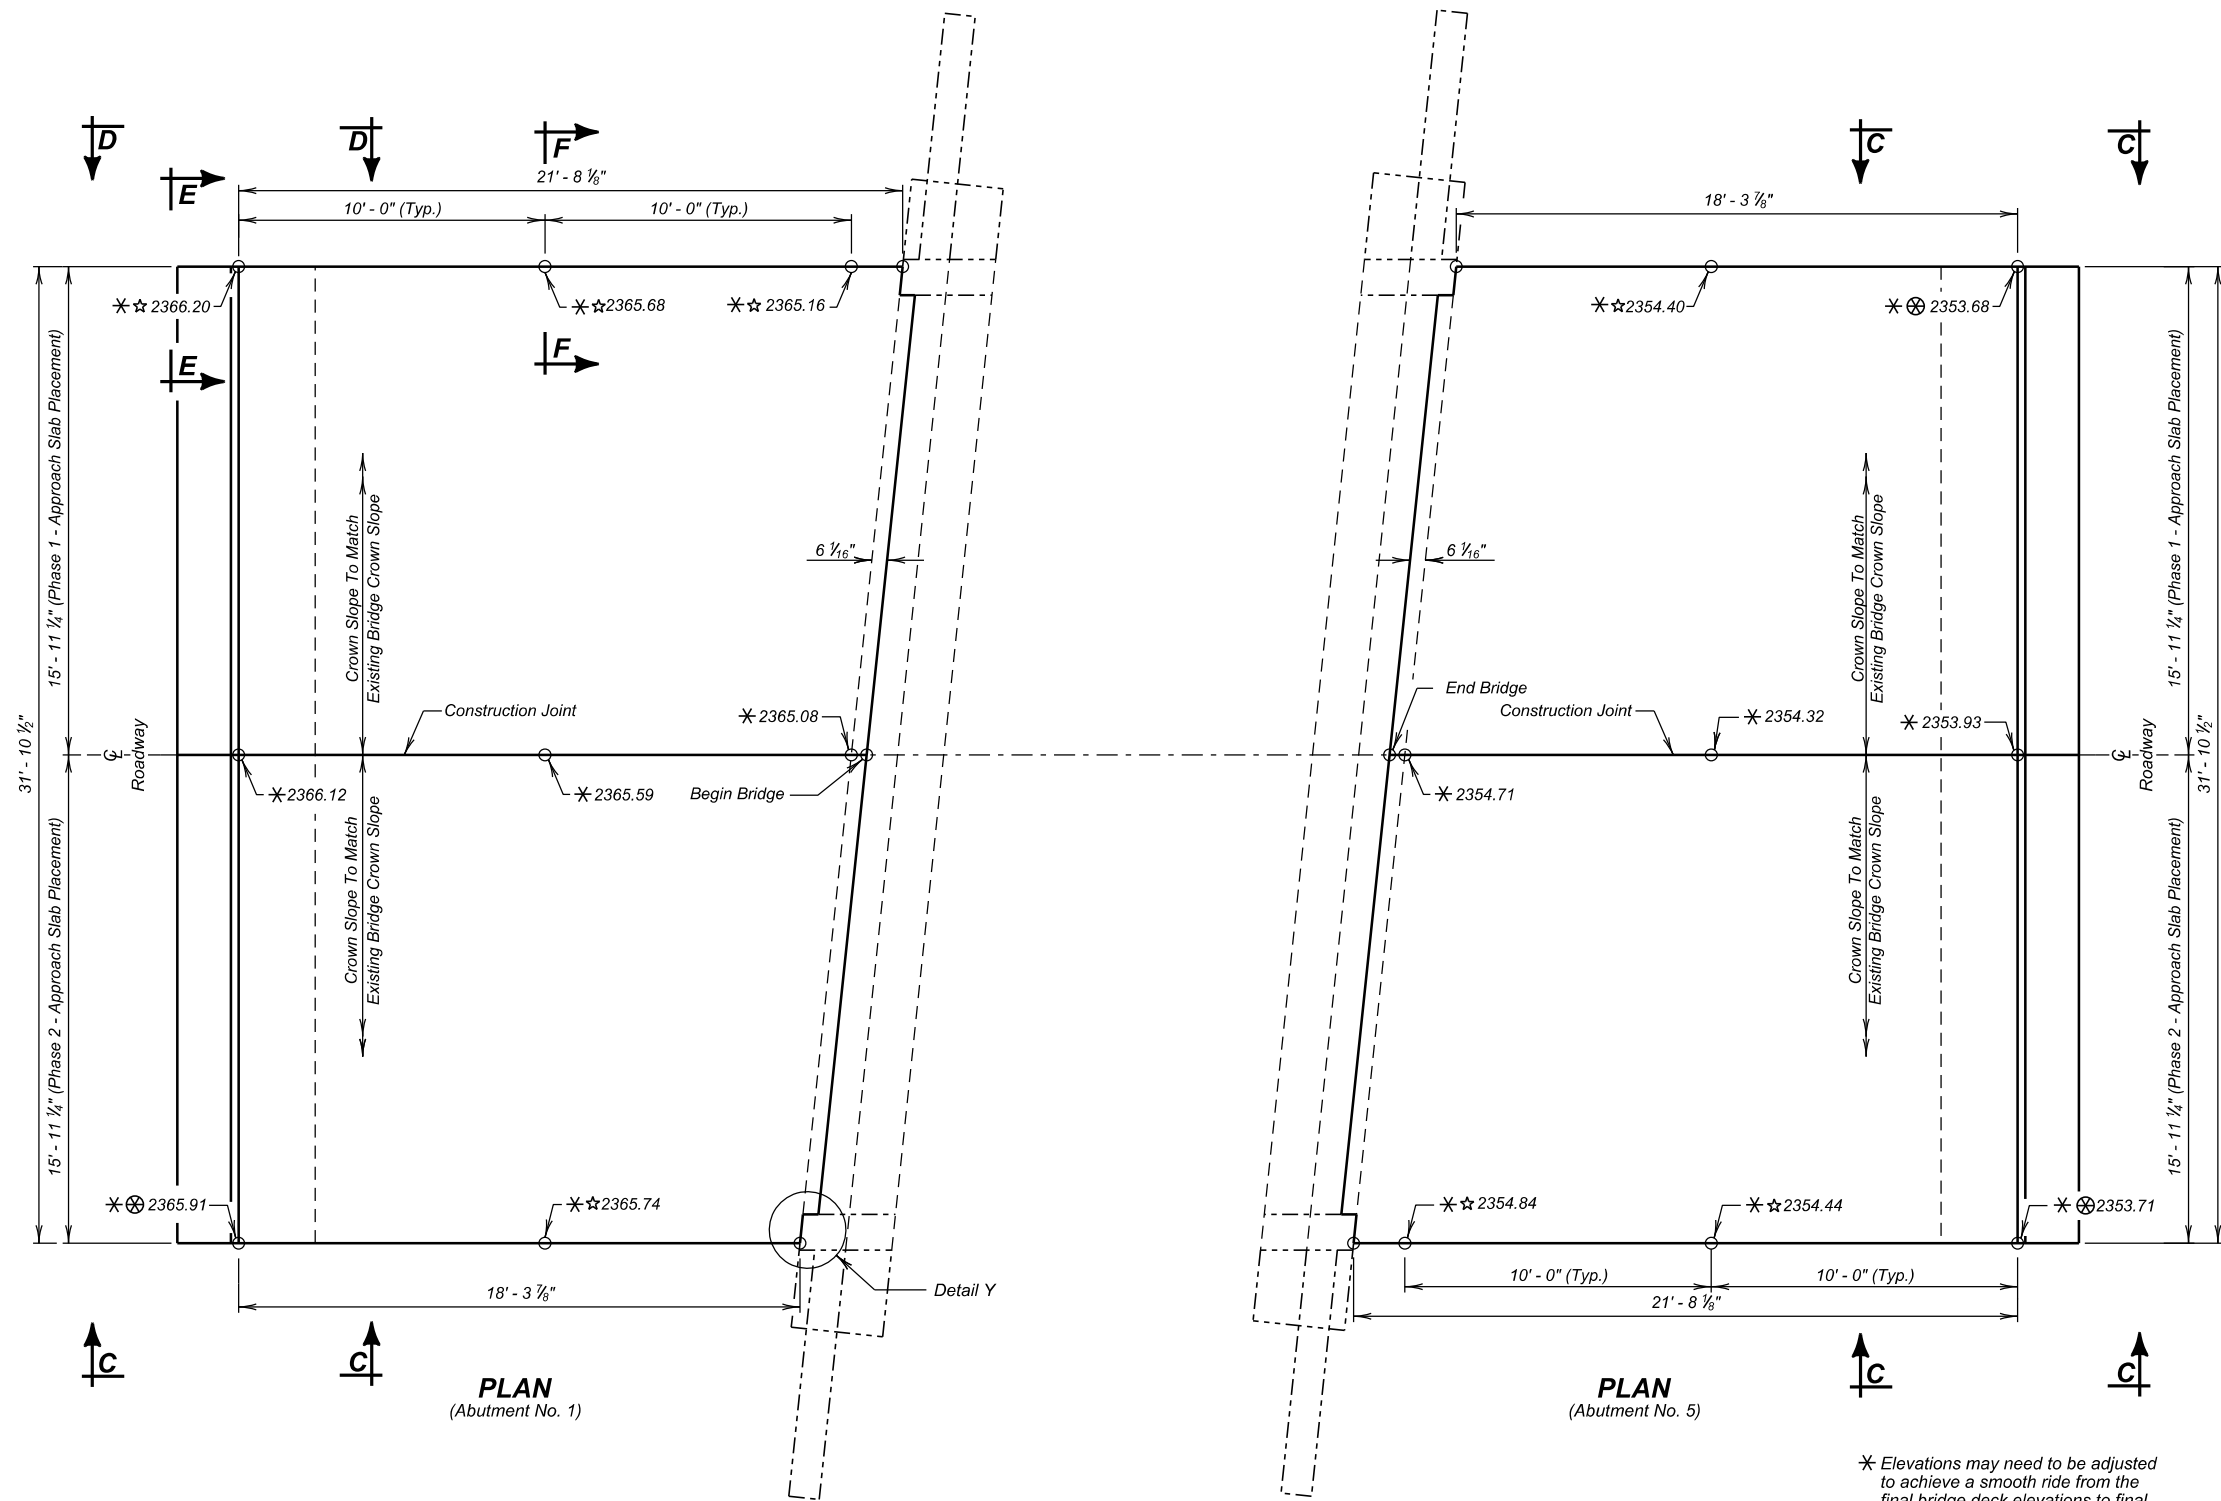 D
D
F
C
C
E
21' - 8 1/8"
10' - 0" (Typ.)
10' - 0" (Typ.)
18' - 3 7/8"
✳☆ 2366.20
✳☆2365.68
✳☆ 2365.16
✳☆2354.40
✳⊛ 2353.68
E
F
15' - 11 1/4" (Phase 1 - Approach Slab Placement)
31' - 10 1/2"
Crown Slope To Match
Existing Bridge Crown Slope
6 1/16"
6 1/16"
Crown Slope To Match
Existing Bridge Crown Slope
15' - 11 1/4" (Phase 1 - Approach Slab Placement)
31' - 10 1/2"
Construction Joint
✳ 2365.08
End Bridge
Construction Joint
✳ 2354.32
✳ 2353.93
℄
Roadway
℄
Roadway
✳2366.12
✳2365.59
Begin Bridge
✳ 2354.71
15' - 11 1/4" (Phase 2 - Approach Slab Placement)
Crown Slope To Match
Existing Bridge Crown Slope
Crown Slope To Match
Existing Bridge Crown Slope
15' - 11 1/4" (Phase 2 - Approach Slab Placement)
✳⊛ 2365.91
✳☆2365.74
✳☆ 2354.84
✳☆2354.44
✳⊛2353.71
18' - 3 7/8"
Detail Y
10' - 0" (Typ.)
10' - 0" (Typ.)
21' - 8 1/8"
C
C
C
C
PLAN
(Abutment No. 1)
PLAN
(Abutment No. 5)
✳ Elevations may need to be adjusted
to achieve a smooth ride from the
final bridge deck elevations to final